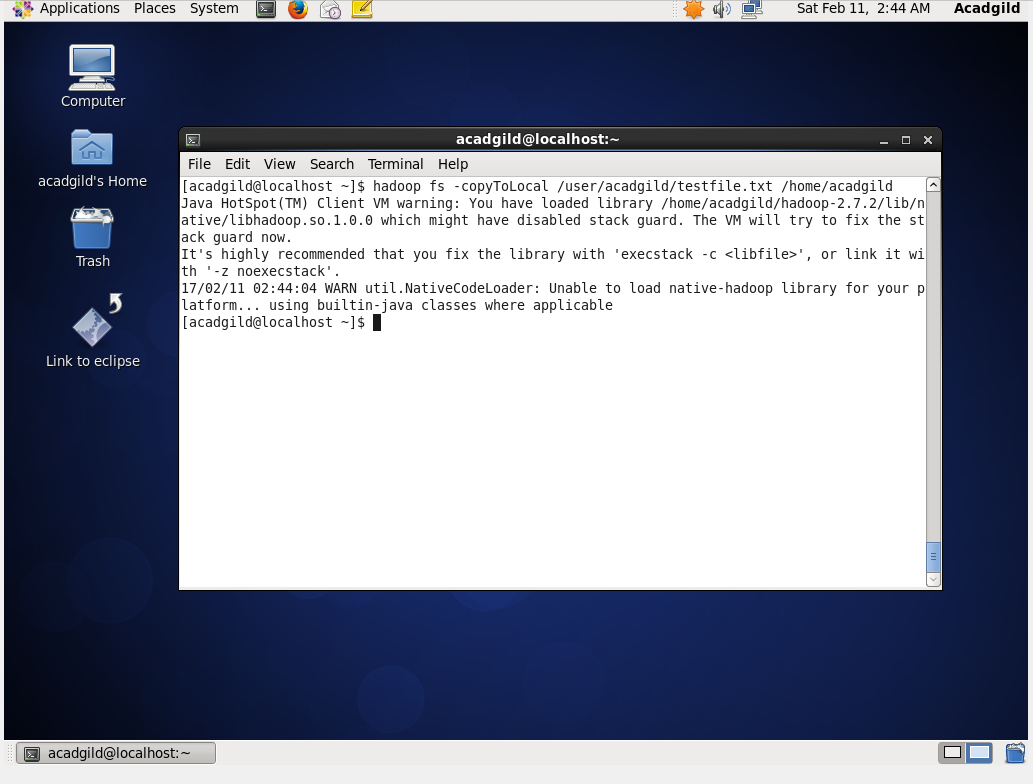 Applications Places System Sat Feb 11, 2:44 AM Acadgild
Computer
acadgild's Home
Trash
Link to eclipse
acadgild@localhost:~
File Edit View Search Terminal Help
[acadgild@localhost ~]$ hadoop fs -copyToLocal /user/acadgild/testfile.txt /home/acadgild
Java HotSpot(TM) Client VM warning: You have loaded library /home/acadgild/hadoop-2.7.2/lib/n
ative/libhadoop.so.1.0.0 which might have disabled stack guard. The VM will try to fix the st
ack guard now.
It's highly recommended that you fix the library with 'execstack -c <libfile>', or link it wi
th '-z noexecstack'.
17/02/11 02:44:04 WARN util.NativeCodeLoader: Unable to load native-hadoop library for your p
latform... using builtin-java classes where applicable
[acadgild@localhost ~]$
acadgild@localhost:~